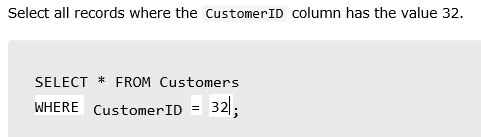 Select all records where the CustomerID column has the value 32.
SELECT * FROM Customers
WHERE CustomerID = 32;